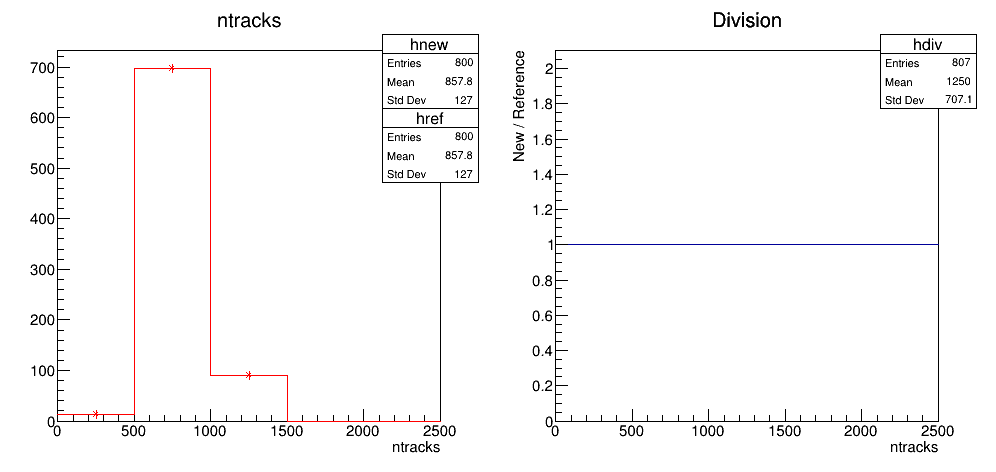 ntracks
hnew
Entries 800
Mean 857.8
Std Dev 127
href
Entries 800
Mean 857.8
Std Dev 127
700
600
500
400
300
200
100
0
0 500 1000 1500 2000 2500
ntracks
Division
hdiv
Entries 807
Mean 1250
Std Dev 707.1
New / Reference
2
1.8
1.6
1.4
1.2
1
0.8
0.6
0.4
0.2
0
0 500 1000 1500 2000 2500
ntracks